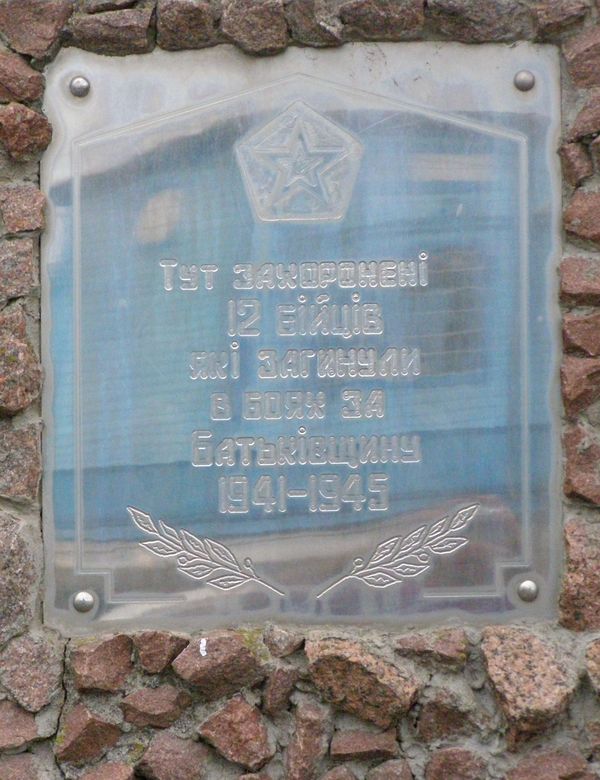 Тут захоронені
12 бійців
які загинули
в боях за
Батьківщину
1941-1945